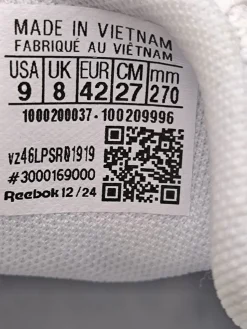 MADE IN VIETNAM
FABRIQUÉ AU VIÊTNAM
USA UK EUR CM mm
9 8 42 27 270
1000200037-100209996
vz46LPSR01919
#3000169000
Reebok 12/24